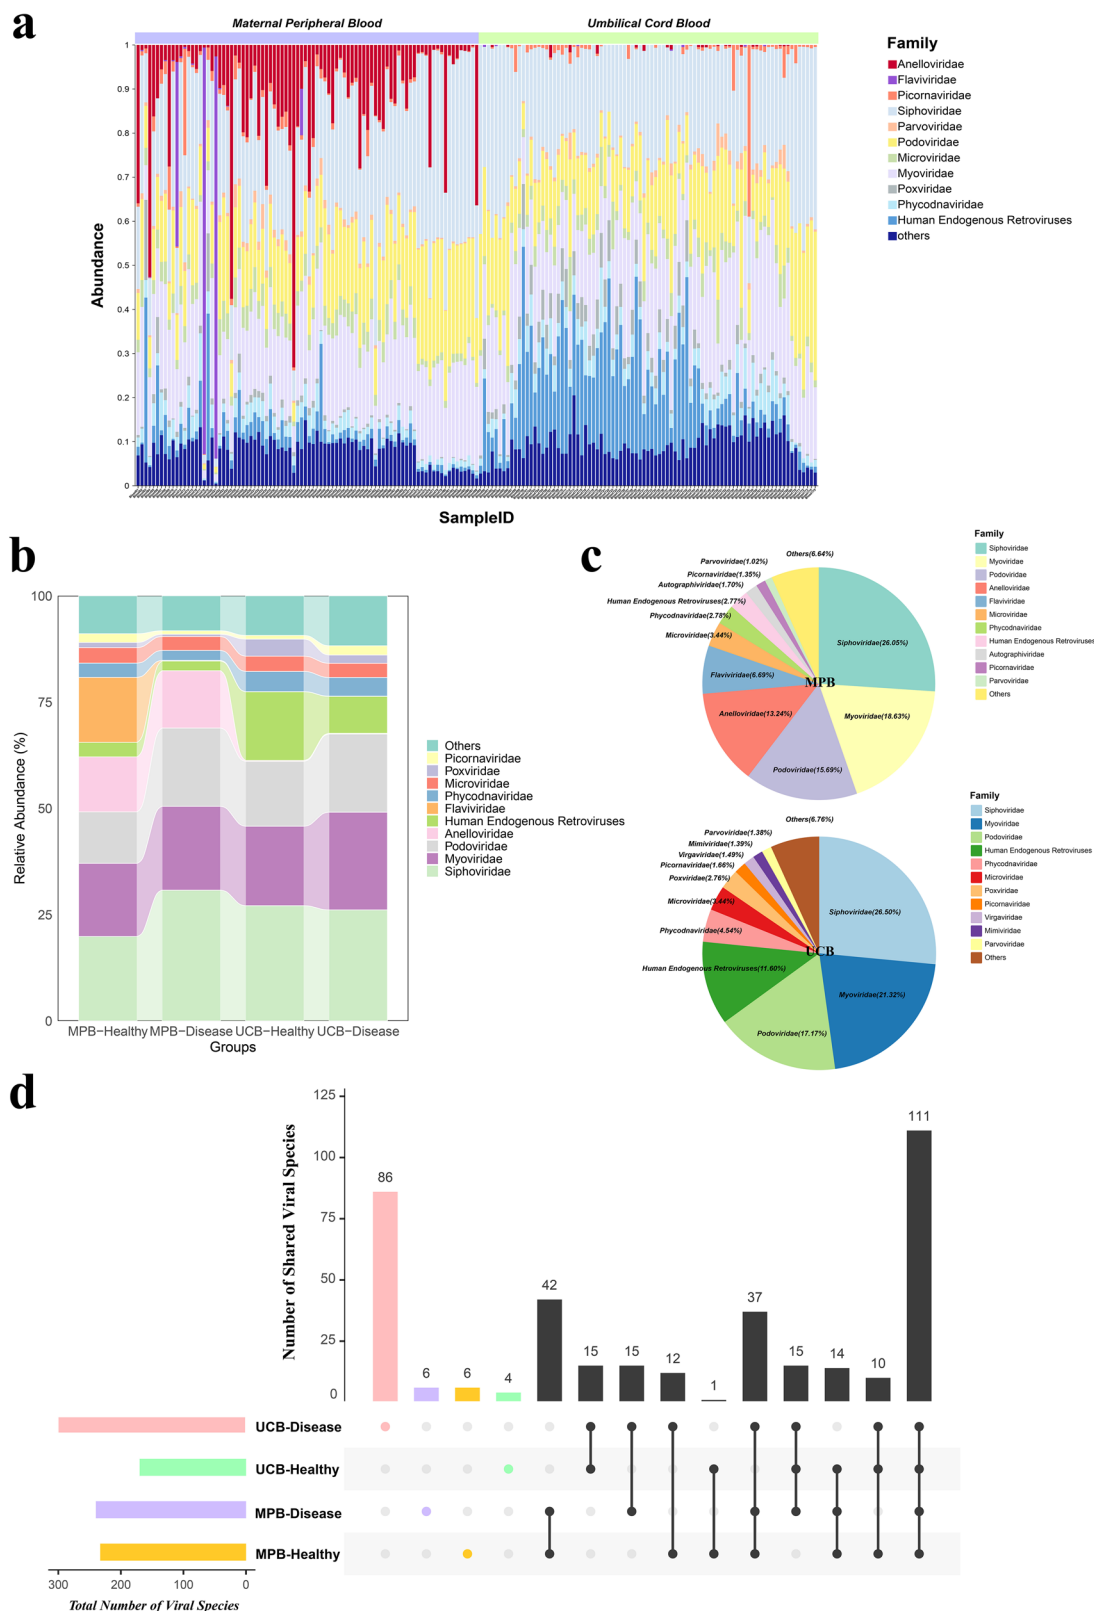 a
Maternal Peripheral Blood
Umbilical Cord Blood
Abundance
1
0.9
0.8
0.7
0.6
0.5
0.4
0.3
0.2
0.1
0
SampleID
Family
Anelloviridae
Flaviviridae
Picornaviridae
Siphoviridae
Parvoviridae
Podoviridae
Microviridae
Myoviridae
Poxviridae
Phycodnaviridae
Human Endogenous Retroviruses
others
b
Relative Abundance (%)
100
75
50
25
0
MPB−Healthy
MPB−Disease
UCB−Healthy
UCB−Disease
Groups
Others
Picornaviridae
Poxviridae
Microviridae
Phycodnaviridae
Flaviviridae
Human Endogenous Retroviruses
Anelloviridae
Podoviridae
Myoviridae
Siphoviridae
c
Others(6.64%)
Parvoviridae(1.02%)
Picornaviridae(1.35%)
Autographiviridae(1.70%)
Human Endogenous Retroviruses(2.77%)
Phycodnaviridae(2.78%)
Microviridae(3.44%)
Flaviviridae(6.69%)
Anelloviridae(13.24%)
Podoviridae(15.69%)
Myoviridae(18.63%)
Siphoviridae(26.05%)
MPB
Family
Siphoviridae
Myoviridae
Podoviridae
Anelloviridae
Flaviviridae
Microviridae
Phycodnaviridae
Human Endogenous Retroviruses
Autographiviridae
Picornaviridae
Parvoviridae
Others
Others(6.76%)
Parvoviridae(1.38%)
Mimiviridae(1.39%)
Virgaviridae(1.49%)
Picornaviridae(1.66%)
Poxviridae(2.76%)
Microviridae(3.44%)
Phycodnaviridae(4.54%)
Human Endogenous Retroviruses(11.60%)
Podoviridae(17.17%)
Myoviridae(21.32%)
Siphoviridae(26.50%)
UCB
Family
Siphoviridae
Myoviridae
Podoviridae
Human Endogenous Retroviruses
Phycodnaviridae
Microviridae
Poxviridae
Picornaviridae
Virgaviridae
Mimiviridae
Parvoviridae
Others
d
Number of Shared Viral Species
125
100
75
50
25
0
86
6
6
4
42
15
15
12
1
37
15
14
10
111
UCB-Disease
UCB-Healthy
MPB-Disease
MPB-Healthy
300
200
100
0
Total Number of Viral Species